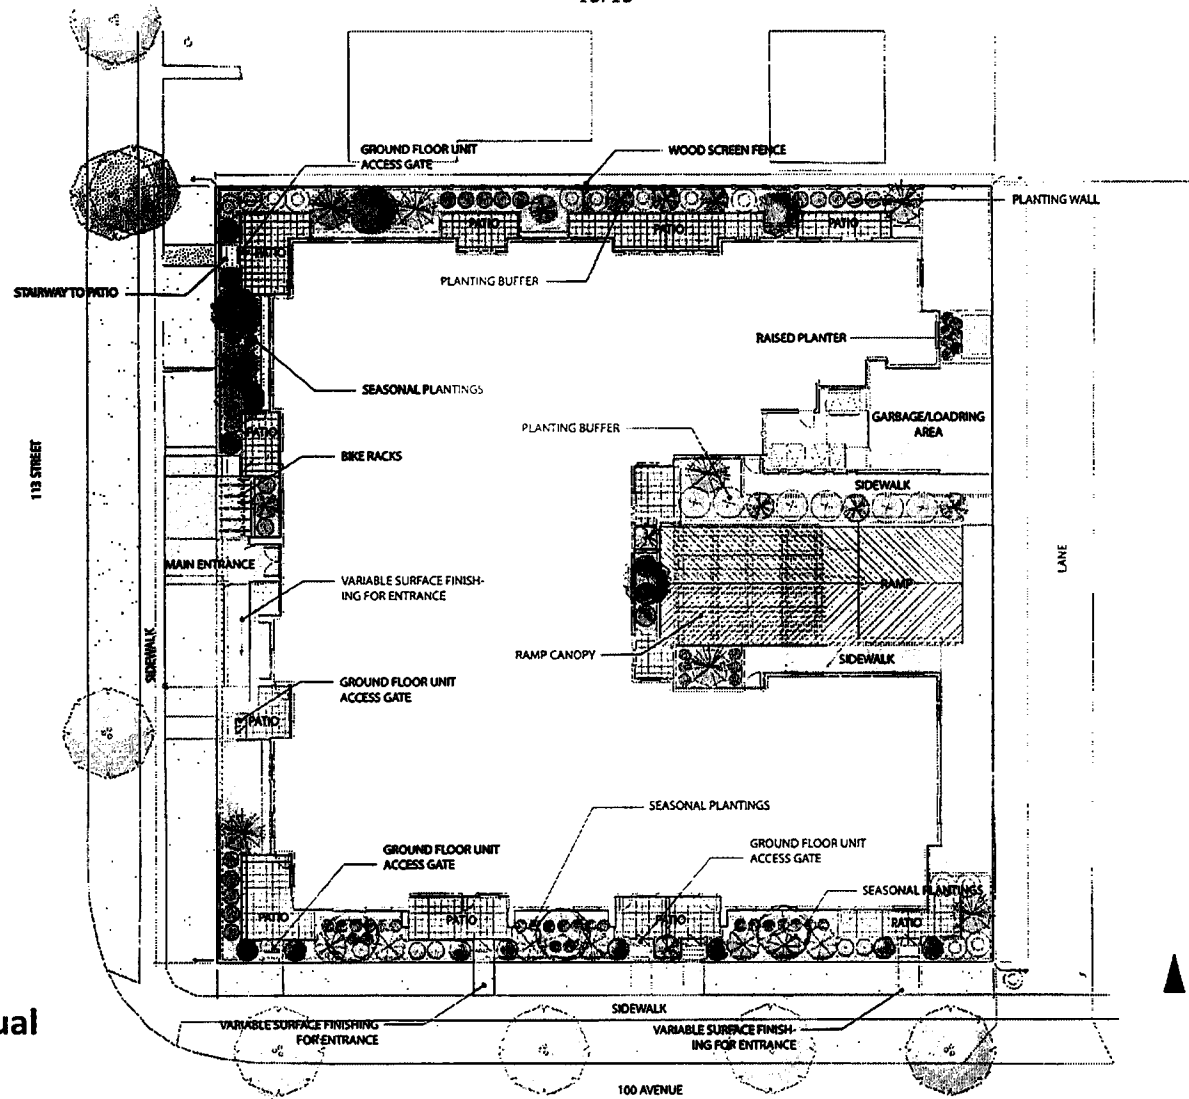 GROUND FLOOR UNIT
ACCESS GATE
WOOD SCREEN FENCE
PLANTING WALL
PATIO
PATIO
PATIO
PATIO
PLANTING BUFFER
STAIRWAY TO PATIO
RAISED PLANTER
SEASONAL PLANTINGS
GARBAGE/LOADRING
AREA
PLANTING BUFFER
PATIO
BIKE RACKS
113 STREET
SIDEWALK
MAIN ENTRANCE
LANE
VARIABLE SURFACE FINISH-
ING FOR ENTRANCE
RAMP
SIDEWALK
RAMP CANOPY
SIDEWALK
GROUND FLOOR UNIT
ACCESS GATE
PATIO
SEASONAL PLANTINGS
GROUND FLOOR UNIT
ACCESS GATE
GROUND FLOOR UNIT
ACCESS GATE
SEASONAL PLANTINGS
PATIO
PATIO
PATIO
PATIO
SIDEWALK
ual
VARIABLE SURFACE FINISHING
FOR ENTRANCE
VARIABLE SURFACE FINISH-
ING FOR ENTRANCE
100 AVENUE